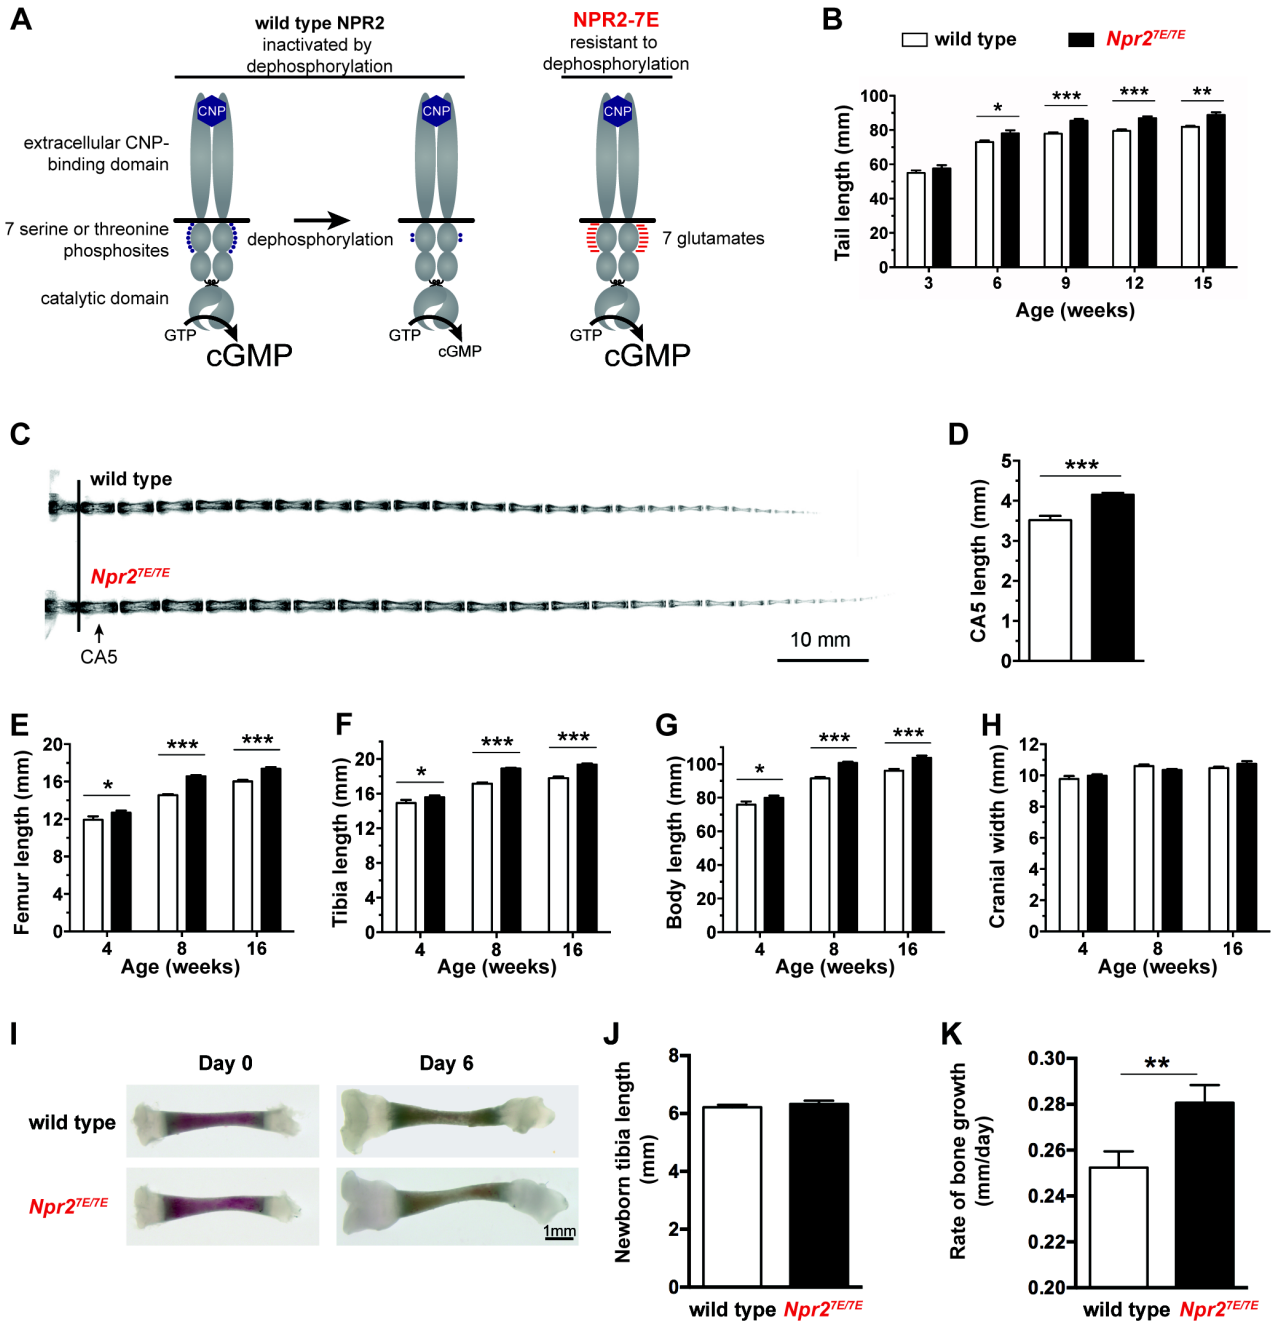 A
wild type NPR2
inactivated by
dephosphorylation
NPR2-7E
resistant to
dephosphorylation
CNP
CNP
CNP
extracellular CNP-
binding domain
7 serine or threonine
phosphosites
dephosphorylation
7 glutamates
catalytic domain
GTP
cGMP
GTP
cGMP
GTP
cGMP
B
wild type
Npr2^7E/7E
Tail length (mm)
100
80
60
40
20
0
*
***
***
**
3
6
9
12
15
Age (weeks)
C
wild type
Npr2^7E/7E
CA5
10 mm
D
CA5 length (mm)
5
4
3
2
1
0
***
E
Femur length (mm)
20
16
12
8
4
0
*
***
***
4
8
16
Age (weeks)
F
Tibia length (mm)
20
16
12
8
4
0
*
***
***
4
8
16
Age (weeks)
G
Body length (mm)
100
80
60
40
20
0
*
***
***
4
8
16
Age (weeks)
H
Cranial width (mm)
12
10
8
6
4
2
0
4
8
16
Age (weeks)
I
Day 0
Day 6
wild type
Npr2^7E/7E
1mm
J
Newborn tibia length
(mm)
8
6
4
2
0
wild type
Npr2^7E/7E
K
Rate of bone growth
(mm/day)
0.30
0.28
0.26
0.24
0.22
0.20
**
wild type
Npr2^7E/7E